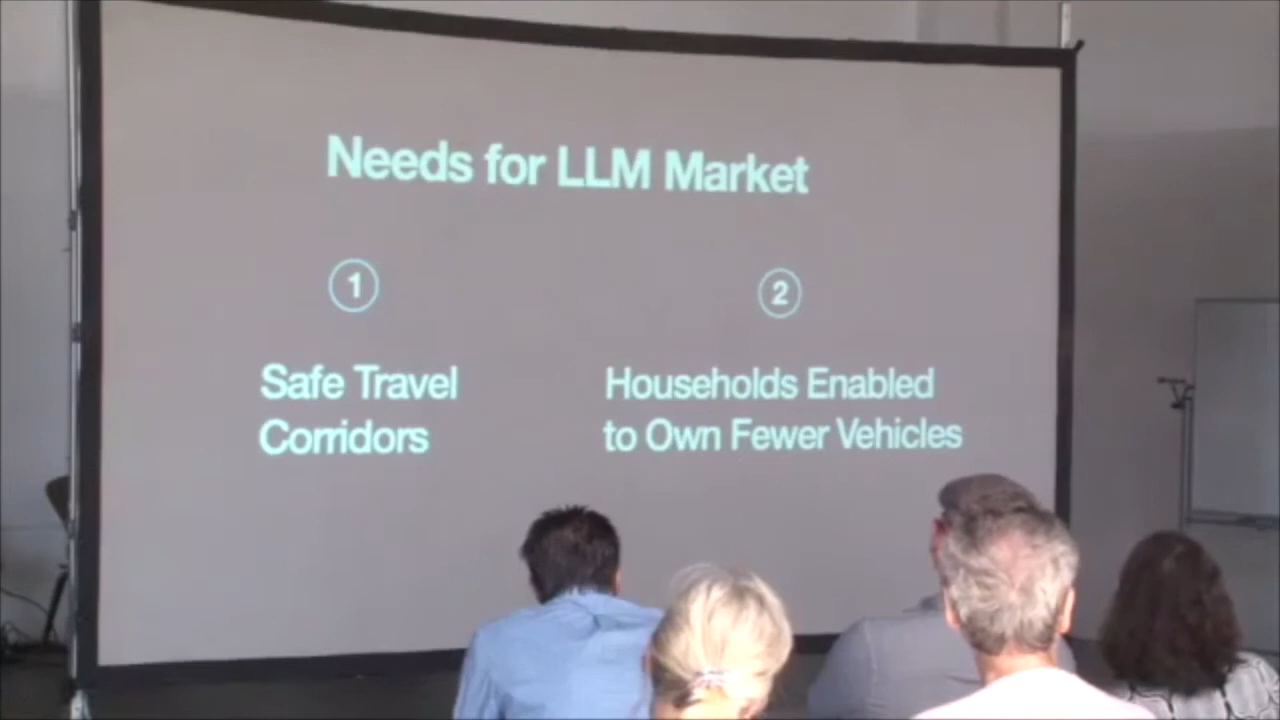 Needs for LLM Market
1
2
Safe Travel
Corridors
Households Enabled
to Own Fewer Vehicles